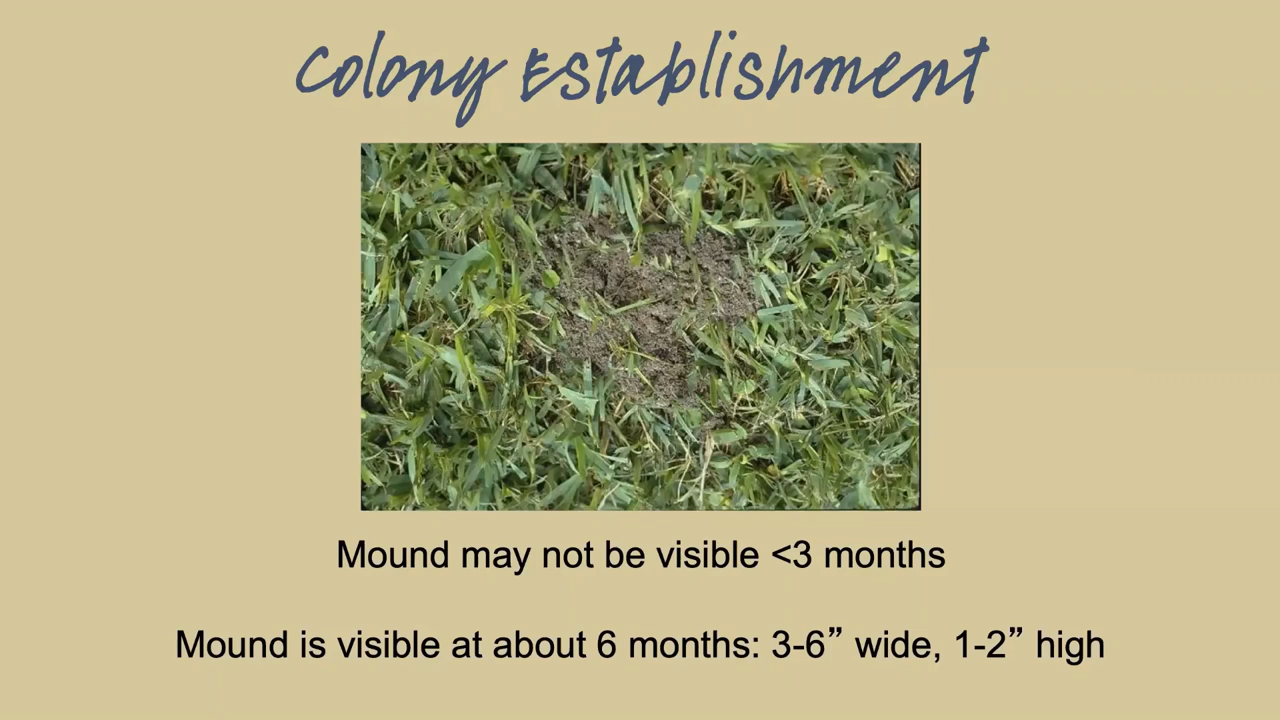 Colony Establishment
Mound may not be visible <3 months
Mound is visible at about 6 months: 3-6” wide, 1-2” high